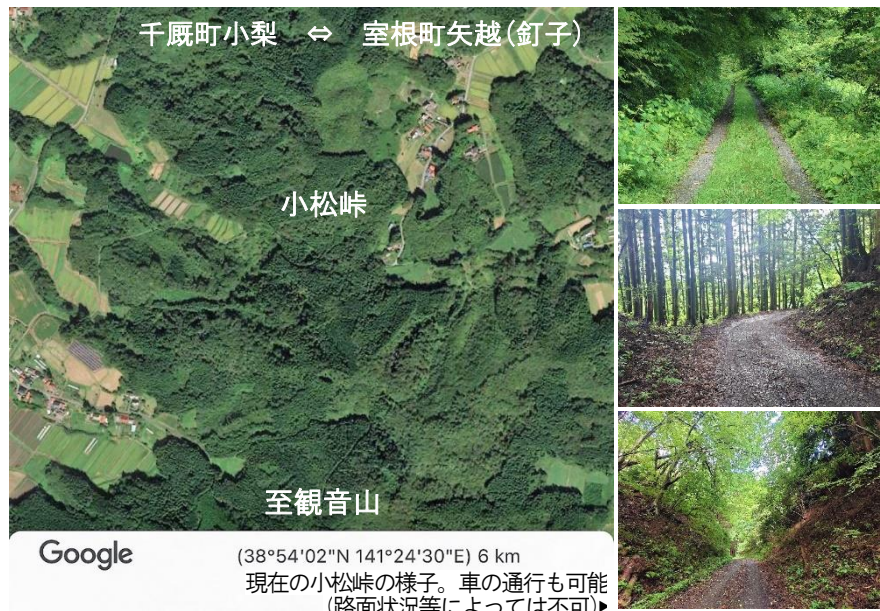 千厩町小梨 ⇔ 室根町矢越(釘子)
小松峠
至観音山
Google
(38°54'02"N 141°24'30"E) 6 km
現在の小松峠の様子。車の通行も可能
(路面状況等によっては不可)▶